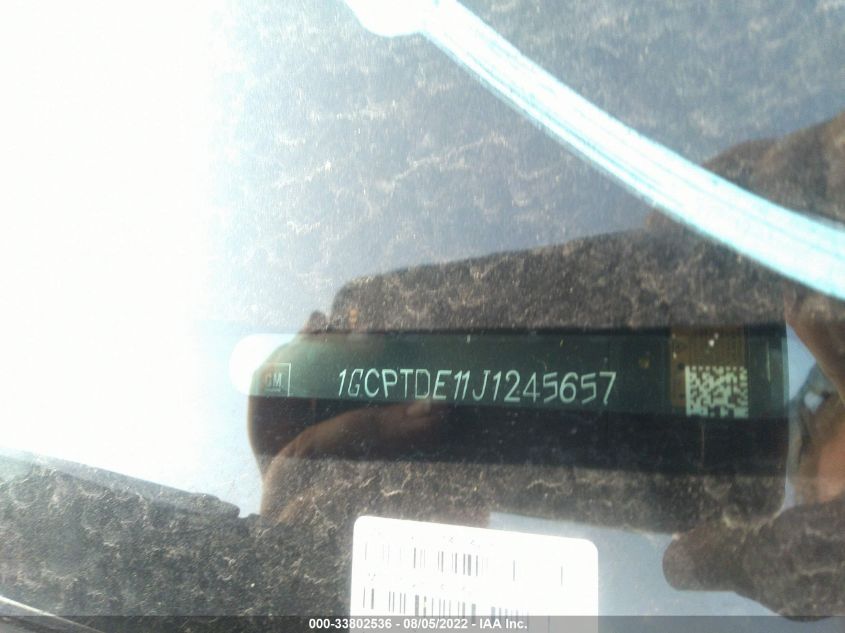 GM
1GCPTDE11J1245657
000-33802536 - 08/05/2022 - IAA Inc.